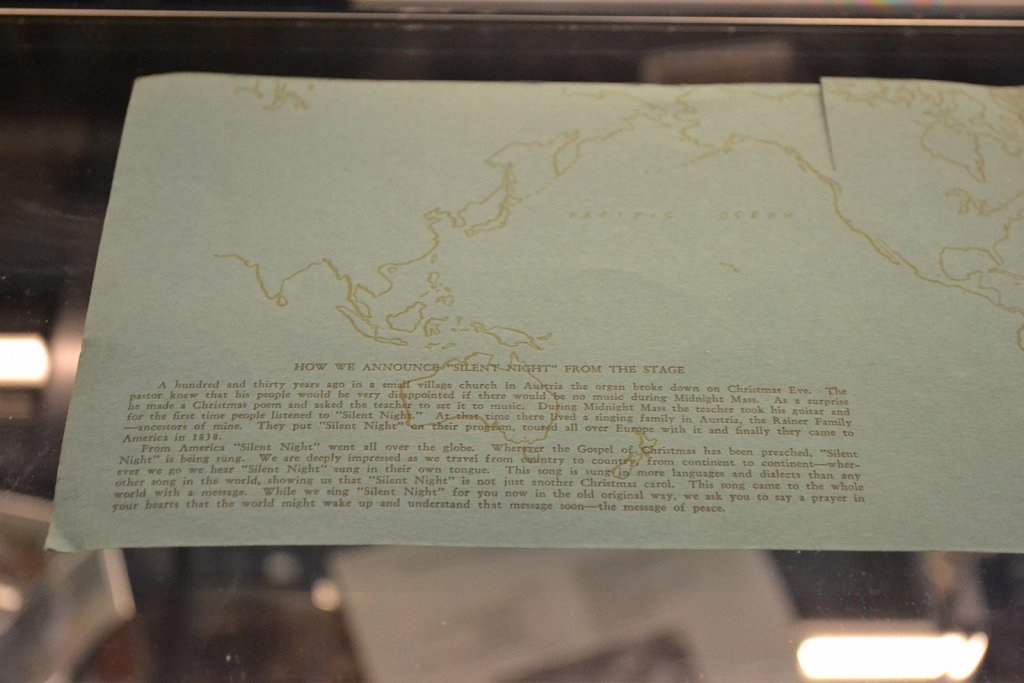 PACIFIC OCEAN
HOW WE ANNOUNCE "SILENT NIGHT" FROM THE STAGE
A hundred and thirty years ago in a small village church in Austria the organ broke down on Christmas Eve. The
pastor knew that his people would be very disappointed if there would be no music during Midnight Mass. As a surprise
he made a Christmas poem and asked the teacher to set it to music. During Midnight Mass the teacher took his guitar and
for the first time people listened to "Silent Night." At that time there lived a singing family in Austria, the Rainer Family
—ancestors of mine. They put "Silent Night" on their program, toured all over Europe with it and finally they came to
America in 1838.
From America "Silent Night" went all over the globe. Wherever the Gospel of Christmas has been preached, "Silent
Night" is being sung. We are deeply impressed as we travel from country to country, from continent to continent—wher-
ever we go we hear "Silent Night" sung in their own tongue. This song is sung in more languages and dialects than any
other song in the world, showing us that "Silent Night" is not just another Christmas carol. This song came to the whole
world with a message. While we sing "Silent Night" for you now in the old original way, we ask you to say a prayer in
your hearts that the world might wake up and understand that message soon—the message of peace.